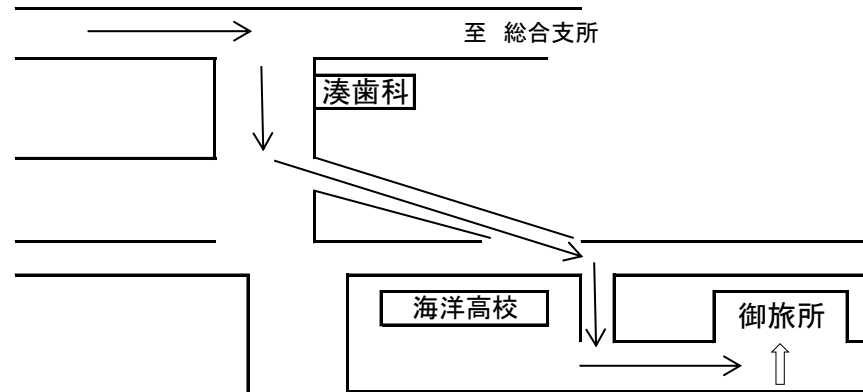 至 総合支所
湊歯科
海洋高校
御旅所